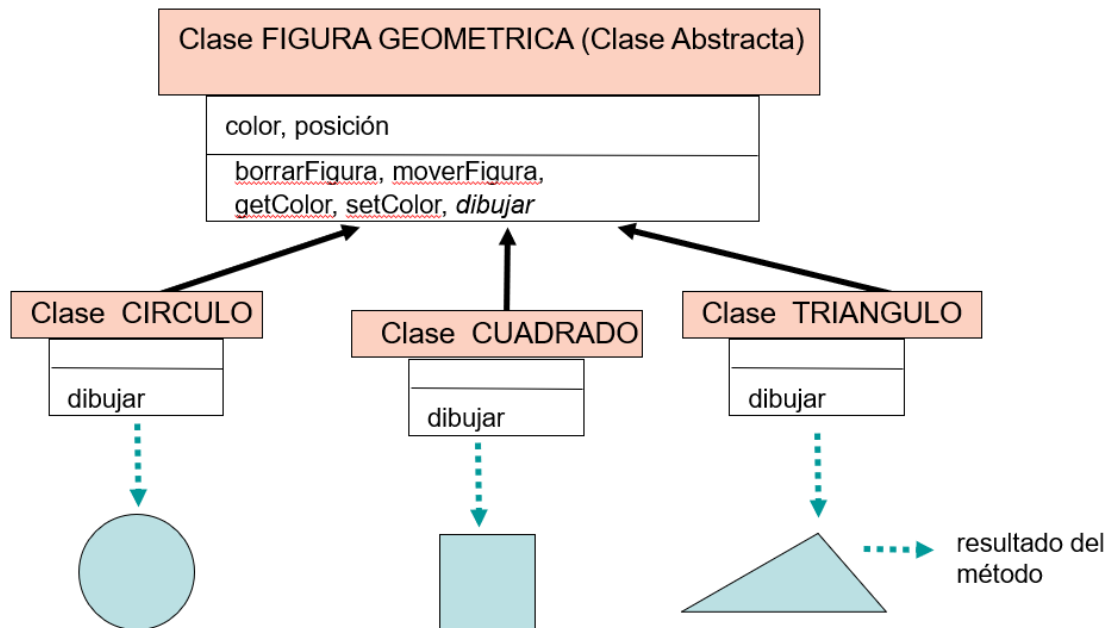 Clase FIGURA GEOMETRICA (Clase Abstracta)
color, posición
borrarFigura, moverFigura,
getColor, setColor, dibujar
Clase CIRCULO
Clase CUADRADO
Clase TRIANGULO
dibujar
dibujar
dibujar
resultado del
método